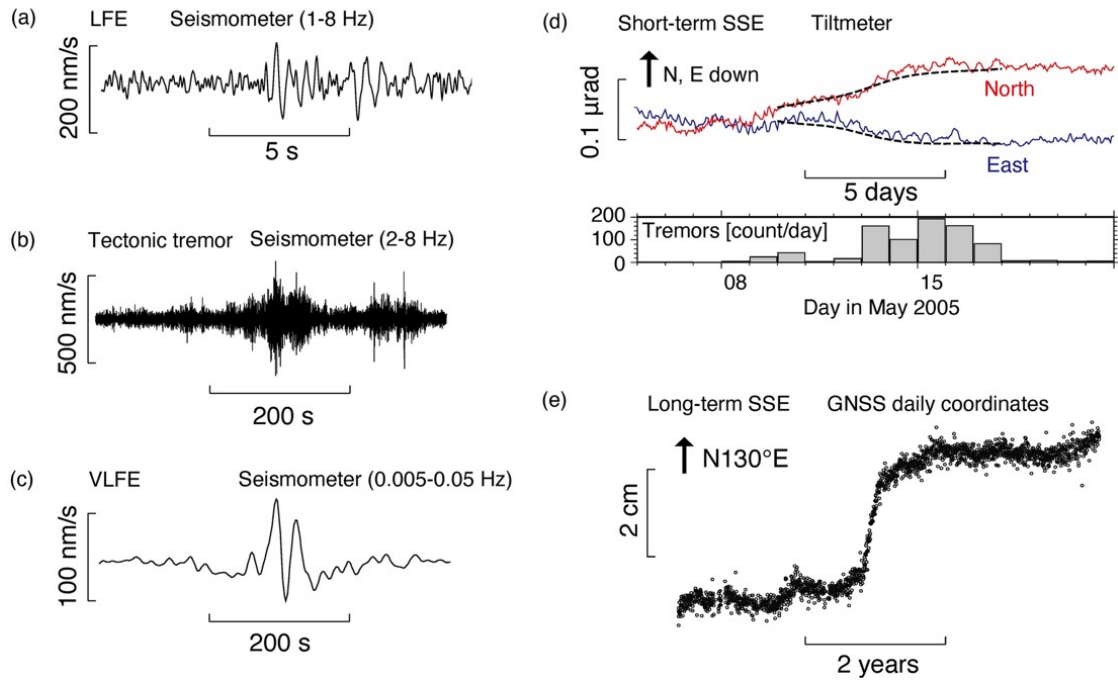 (a) LFE Seismometer (1-8 Hz)
200 nm/s
5 s
(b) Tectonic tremor Seismometer (2-8 Hz)
500 nm/s
200 s
(c) VLFE Seismometer (0.005-0.05 Hz)
100 nm/s
200 s
(d) Short-term SSE Tiltmeter
N, E down
0.1 μrad
North
East
5 days
200
100
0
Tremors [count/day]
08 15
Day in May 2005
(e) Long-term SSE GNSS daily coordinates
N130°E
2 cm
2 years